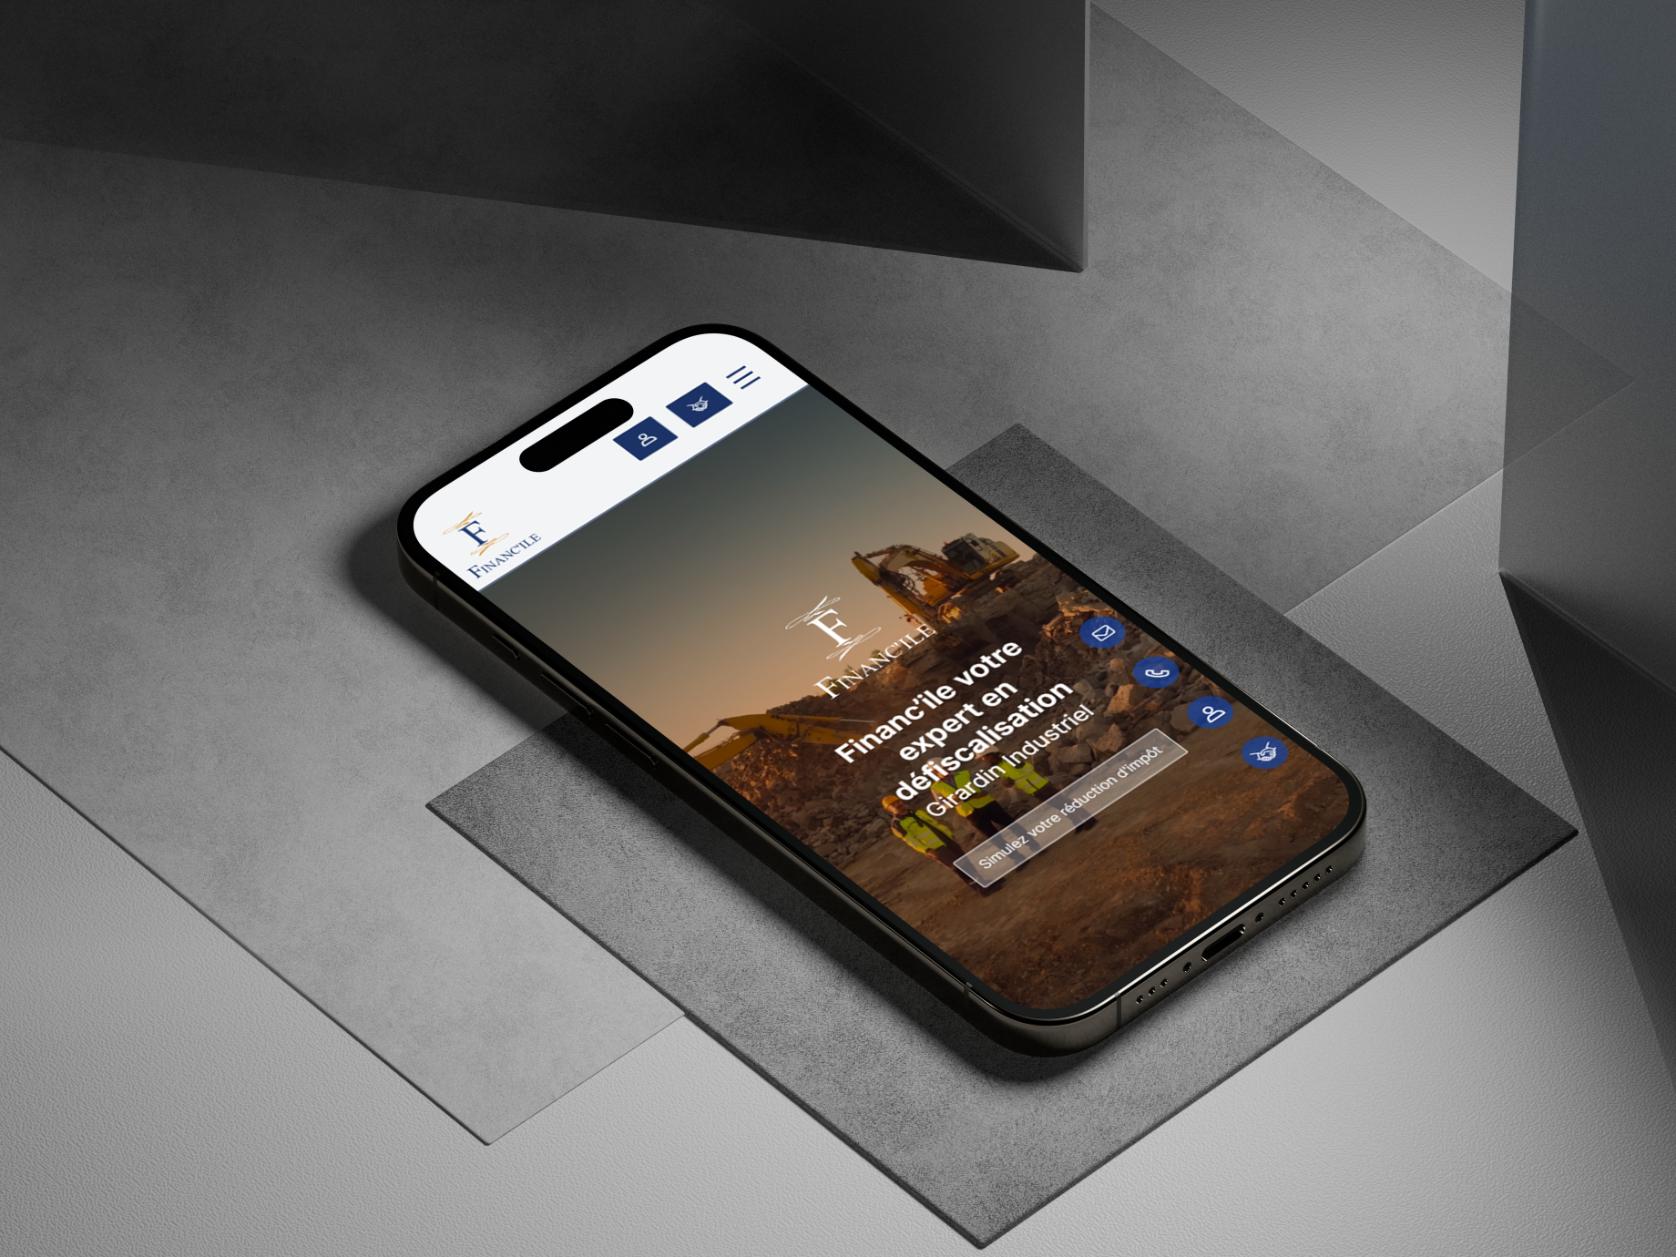 F
FINANC'ILE
F
FINANC'ILE
Financ'ile votre
expert en
défiscalisation
Girardin Industriel
Simulez votre réduction d'impôt